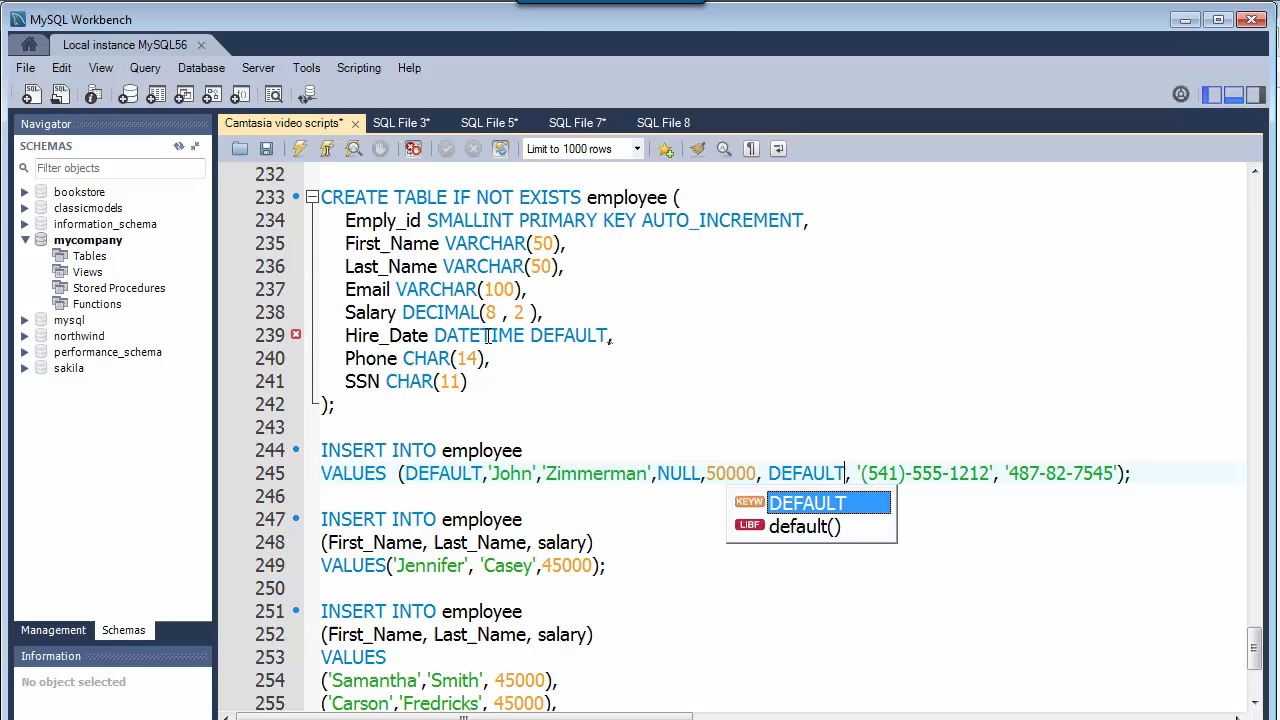 MySQL Workbench
Local instance MySQL56
File Edit View Query Database Server Tools Scripting Help
Navigator
SCHEMAS
Filter objects
bookstore
classicmodels
information_schema
mycompany
Tables
Views
Stored Procedures
Functions
mysql
northwind
performance_schema
sakila
Management Schemas
Information
No object selected
Camtasia video scripts* SQL File 3* SQL File 5* SQL File 7* SQL File 8
Limit to 1000 rows
232
233 CREATE TABLE IF NOT EXISTS employee (
234 Emply_id SMALLINT PRIMARY KEY AUTO_INCREMENT,
235 First_Name VARCHAR(50),
236 Last_Name VARCHAR(50),
237 Email VARCHAR(100),
238 Salary DECIMAL(8 , 2 ),
239 Hire_Date DATETIME DEFAULT,
240 Phone CHAR(14),
241 SSN CHAR(11)
242 );
243
244 INSERT INTO employee
245 VALUES (DEFAULT,'John','Zimmerman',NULL,50000, DEFAULT, '(541)-555-1212', '487-82-7545');
KEYW DEFAULT
LIBF default()
246
247 INSERT INTO employee
248 (First_Name, Last_Name, salary)
249 VALUES('Jennifer', 'Casey',45000);
250
251 INSERT INTO employee
252 (First_Name, Last_Name, salary)
253 VALUES
254 ('Samantha','Smith', 45000),
255 ('Carson','Fredricks', 45000),